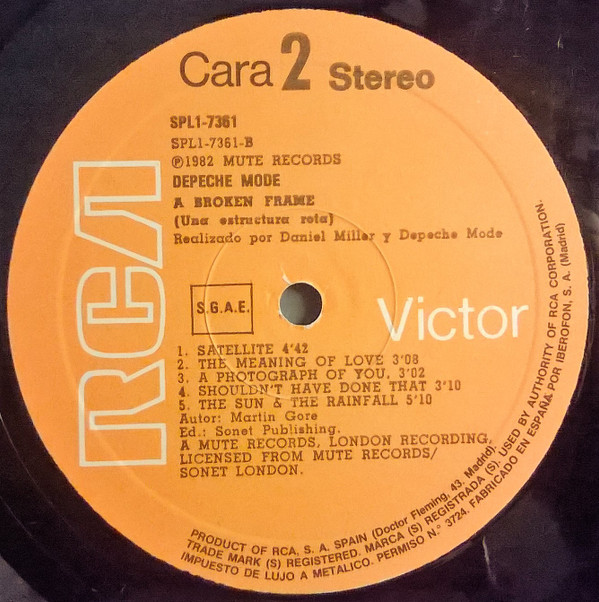 Cara 2 Stereo
SPL1-7361
SPL1-7361-B
Ⓟ1982 MUTE RECORDS
DEPECHE MODE
A BROKEN FRAME
(Una estructura rota)
Realizado por Daniel Miller y Depeche Mode
RCA
S.G.A.E.
Victor
1. SATELLITE 4'42
2. THE MEANING OF LOVE 3'08
3. A PHOTOGRAPH OF YOU. 3'02
4. SHOULDN'T HAVE DONE THAT 3'10
5. THE SUN & THE RAINFALL 5'10
Autor: Martin Gore
Ed.: Sonet Publishing.
A MUTE RECORDS, LONDON RECORDING,
LICENSED FROM MUTE RECORDS/
SONET LONDON.
PRODUCT OF RCA, S. A. SPAIN (Doctor Fleming, 43. Madrid). USED BY AUTHORITY OF RCA CORPORATION.
TRADE MARK (S) REGISTERED. MARCA (S) REGISTRADA (S). FABRICADO EN ESPAÑA POR IBEROFON, S. A. (Madrid)
IMPUESTO DE LUJO A METALICO. PERMISO N.º 3724.